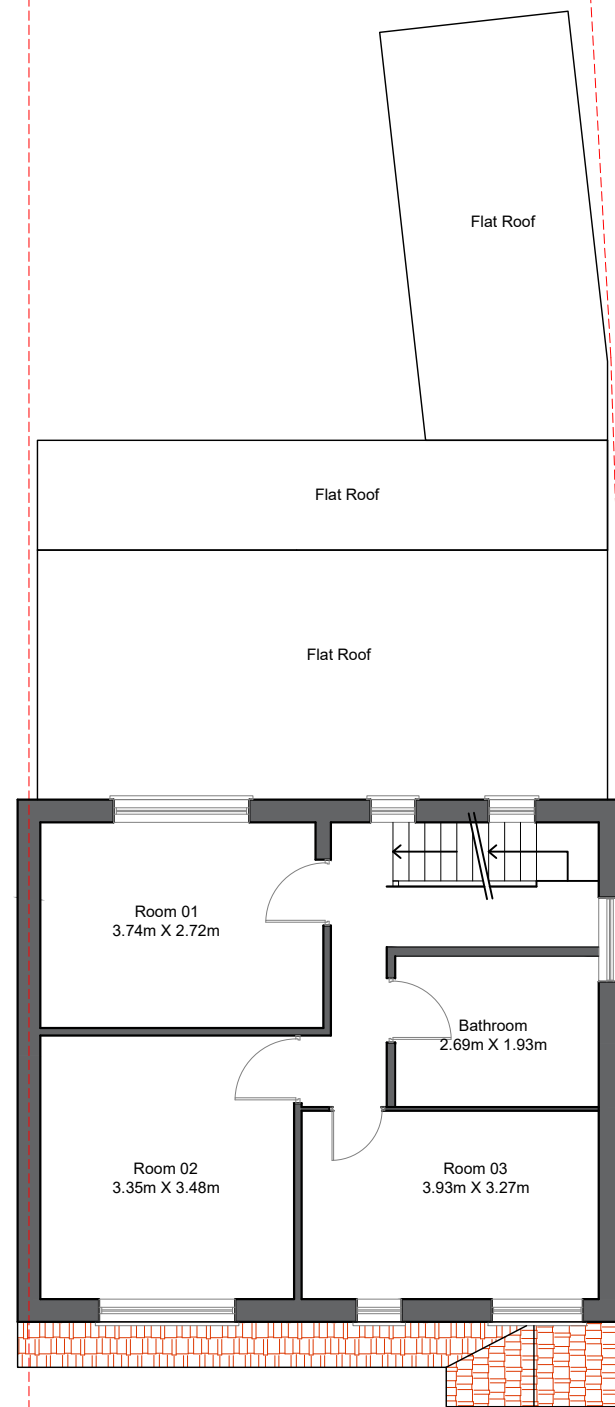 Flat Roof
Flat Roof
Flat Roof
Room 01
3.74m X 2.72m
Bathroom
2.69m X 1.93m
Room 02
3.35m X 3.48m
Room 03
3.93m X 3.27m